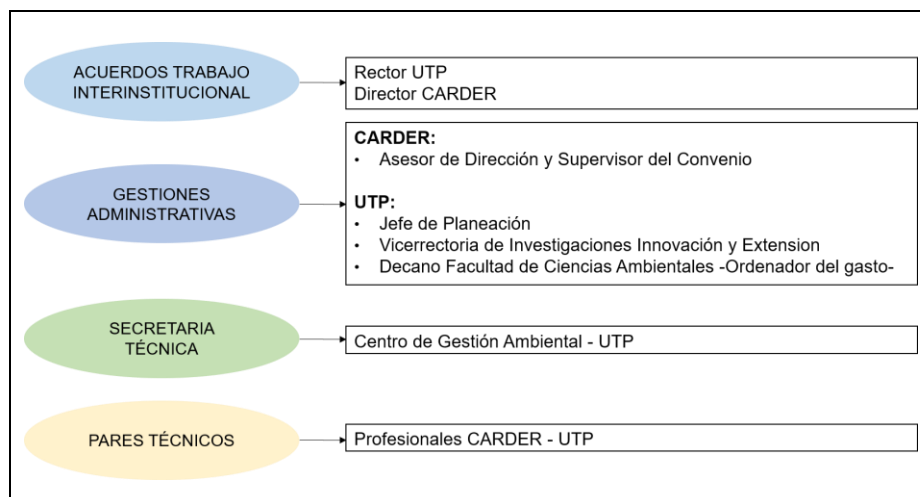 ACUERDOS TRABAJO
INTERINSTITUCIONAL
Rector UTP
Director CARDER
GESTIONES
ADMINISTRATIVAS
CARDER:
• Asesor de Dirección y Supervisor del Convenio
UTP:
• Jefe de Planeación
• Vicerrectoria de Investigaciones Innovación y Extension
• Decano Facultad de Ciencias Ambientales -Ordenador del gasto-
SECRETARIA
TÉCNICA
Centro de Gestión Ambiental - UTP
PARES TÉCNICOS
Profesionales CARDER - UTP